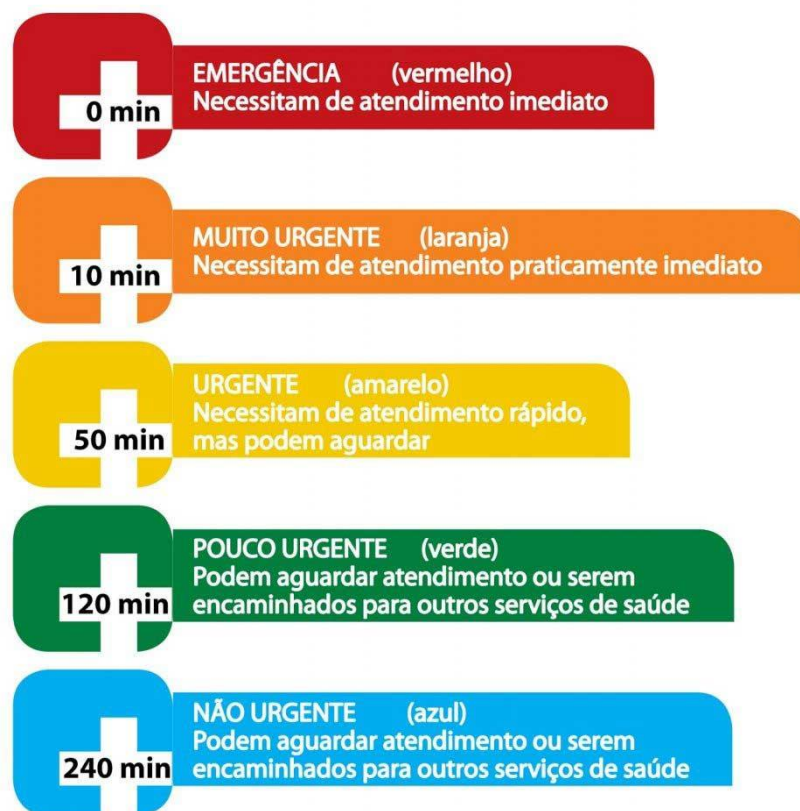 EMERGÊNCIA (vermelho)
Necessitam de atendimento imediato
0 min
MUITO URGENTE (laranja)
Necessitam de atendimento praticamente imediato
10 min
URGENTE (amarelo)
Necessitam de atendimento rápido,
mas podem aguardar
50 min
POUCO URGENTE (verde)
Podem aguardar atendimento ou serem
encaminhados para outros serviços de saúde
120 min
NÃO URGENTE (azul)
Podem aguardar atendimento ou serem
encaminhados para outros serviços de saúde
240 min